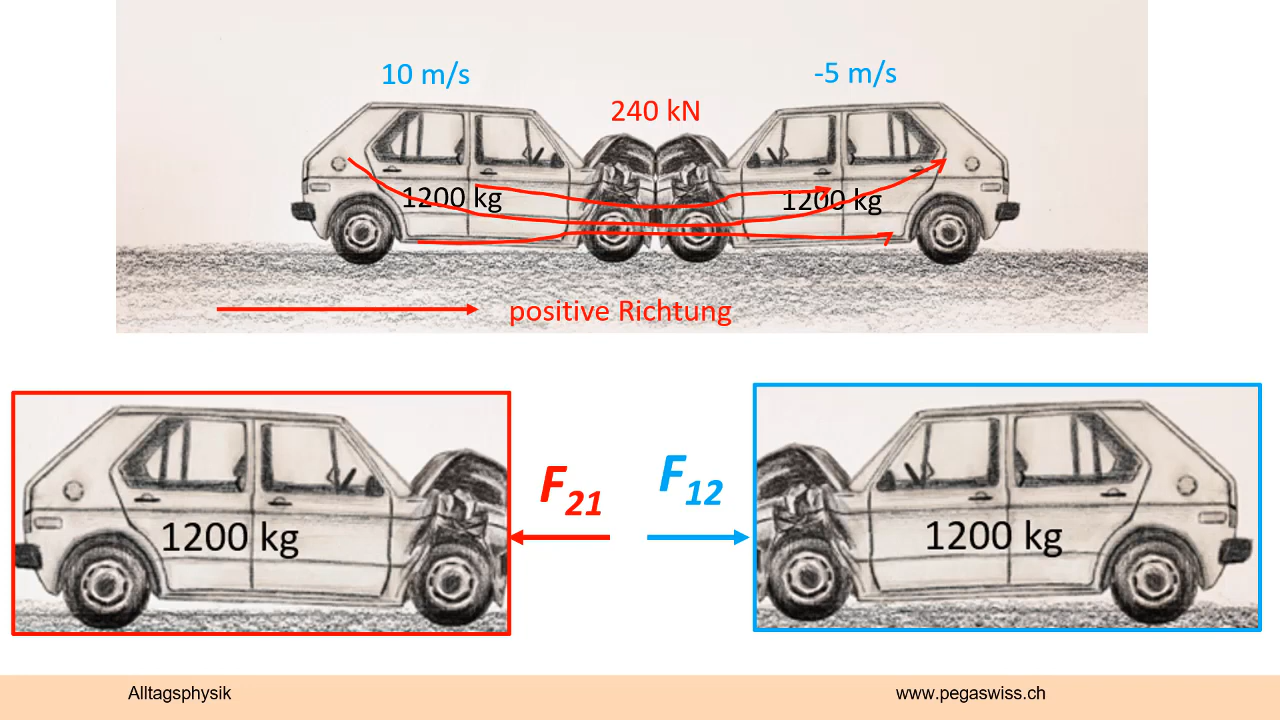 10 m/s
-5 m/s
240 kN
1200 kg
1200 kg
positive Richtung
F21
F12
1200 kg
1200 kg
Alltagsphysik
www.pegaswiss.ch